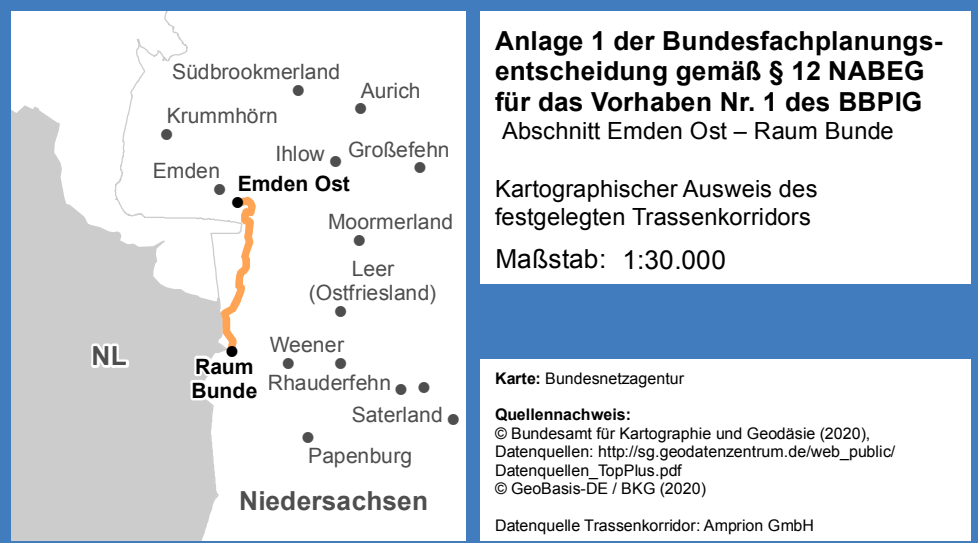 Südbrookmerland
Aurich
Krummhörn
Ihlow
Großefehn
Emden
Emden Ost
Moormerland
Leer
(Ostfriesland)
NL
Weener
Raum
Bunde
Rhauderfehn
Saterland
Papenburg
Niedersachsen
Anlage 1 der Bundesfachplanungs-
entscheidung gemäß § 12 NABEG
für das Vorhaben Nr. 1 des BBPlG
Abschnitt Emden Ost – Raum Bunde
Kartographischer Ausweis des
festgelegten Trassenkorridors
Maßstab: 1:30.000
Karte: Bundesnetzagentur
Quellennachweis:
© Bundesamt für Kartographie und Geodäsie (2020),
Datenquellen: http://sg.geodatenzentrum.de/web_public/
Datenquellen_TopPlus.pdf
© GeoBasis-DE / BKG (2020)
Datenquelle Trassenkorridor: Amprion GmbH